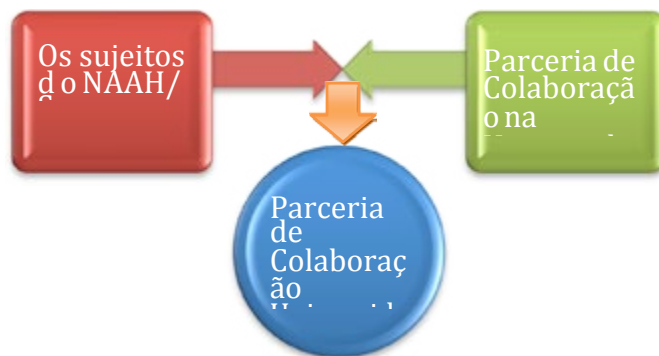 Os sujeitos
d o NAAH/
Parceria de
Colaboraçã
o na
Parceria
de
Colaboraç
ão